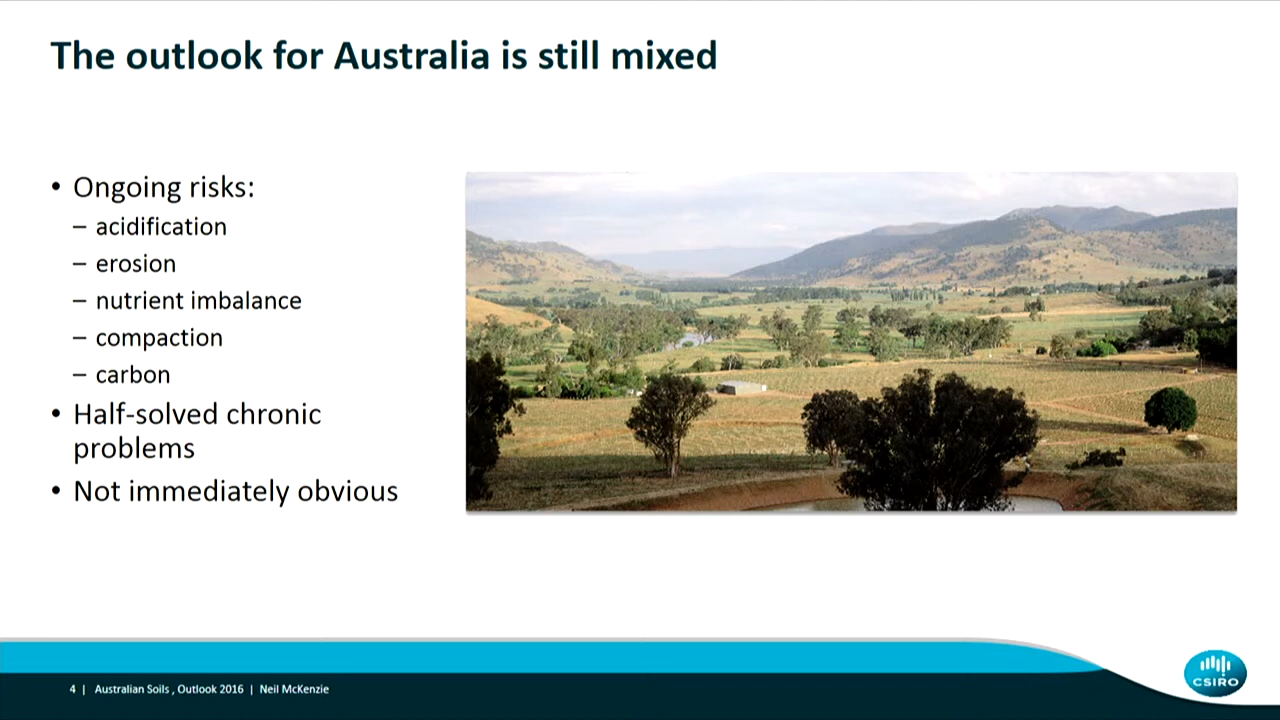 The outlook for Australia is still mixed
• Ongoing risks:
– acidification
– erosion
– nutrient imbalance
– compaction
– carbon
• Half-solved chronic
problems
• Not immediately obvious
4 | Australian Soils , Outlook 2016 | Neil McKenzie
CSIRO